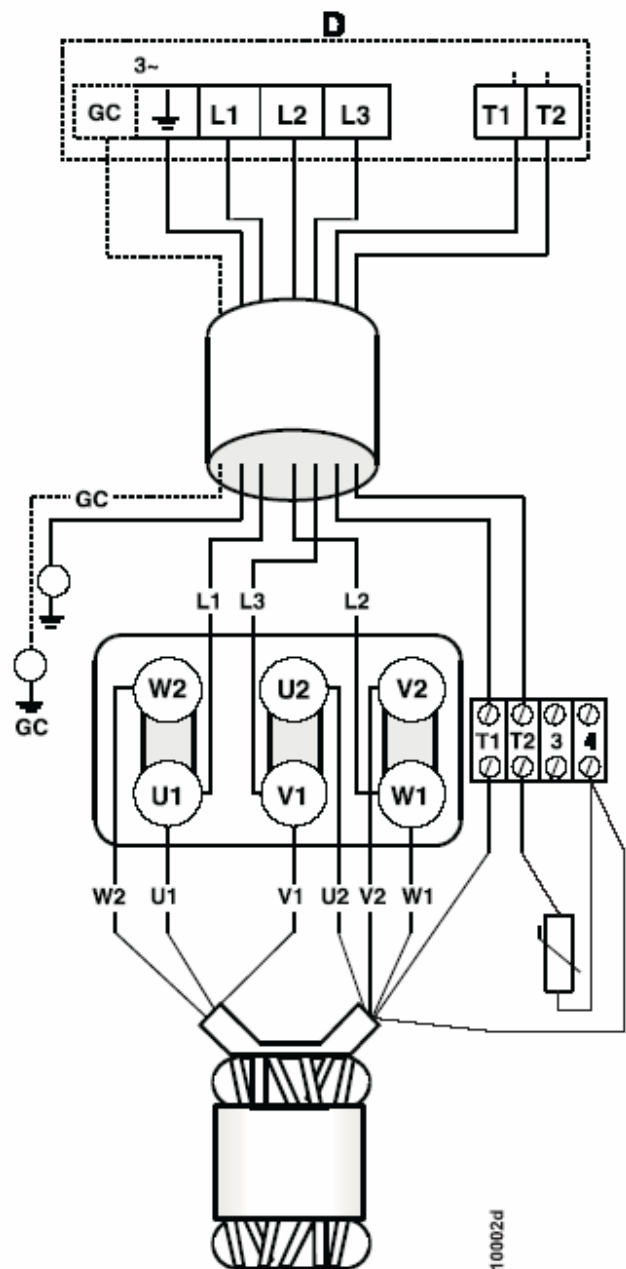 D
3~
GC L1 L2 L3 T1 T2
GC
L1 L3 L2
W2 U2 V2
T1 T2 3 4
GC
U1 V1 W1
W2 U1 V1 U2 V2 W1
10002d